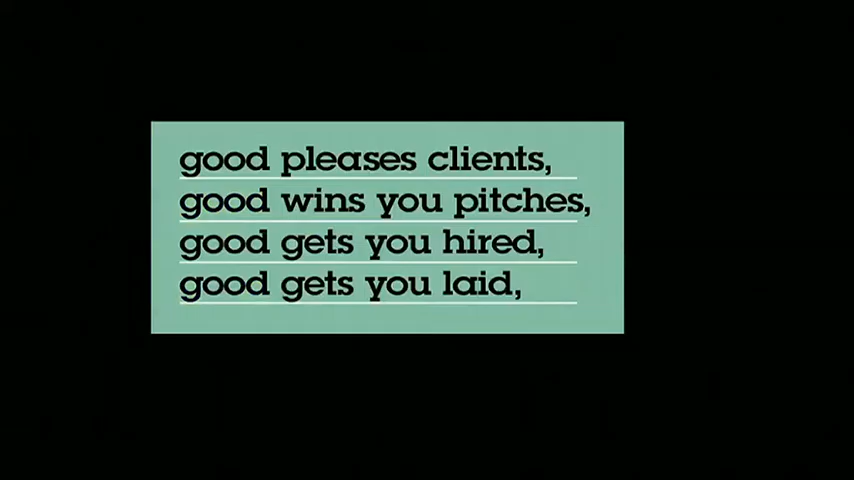 good pleases clients,
good wins you pitches,
good gets you hired,
good gets you laid,